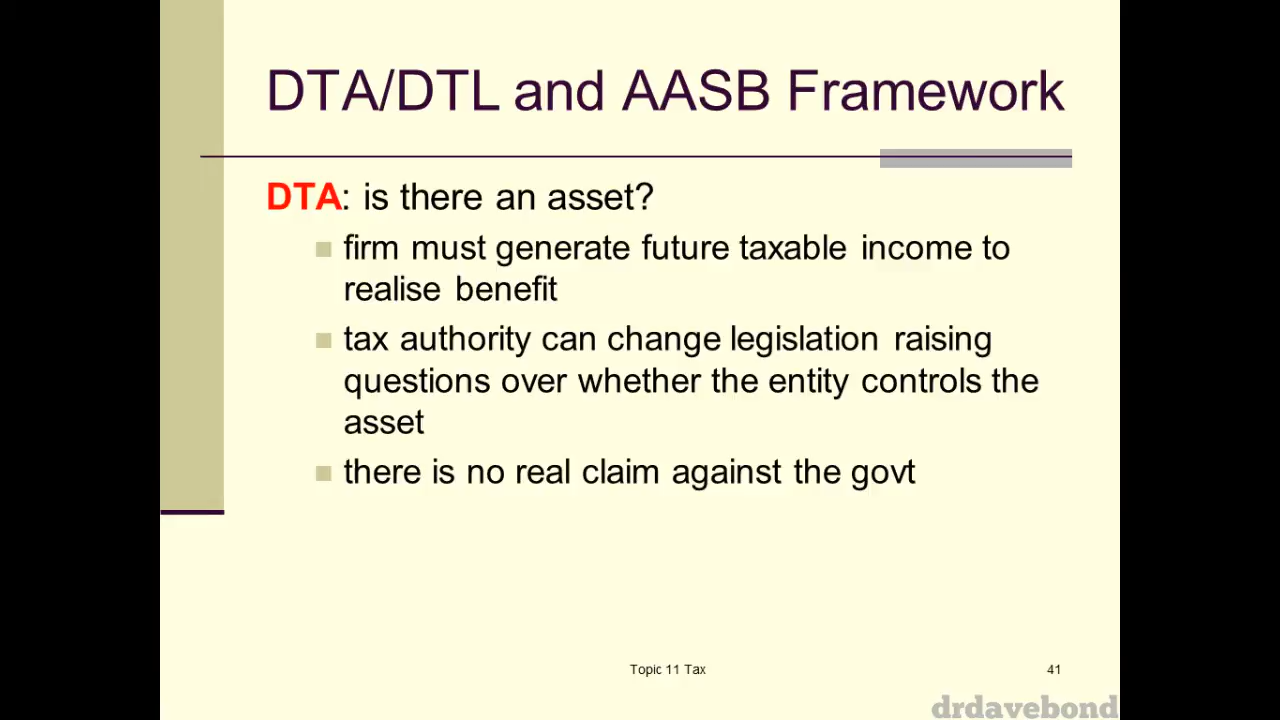 DTA/DTL and AASB Framework
DTA: is there an asset?
firm must generate future taxable income to
realise benefit
tax authority can change legislation raising
questions over whether the entity controls the
asset
there is no real claim against the govt
Topic 11 Tax
41
drdavebond